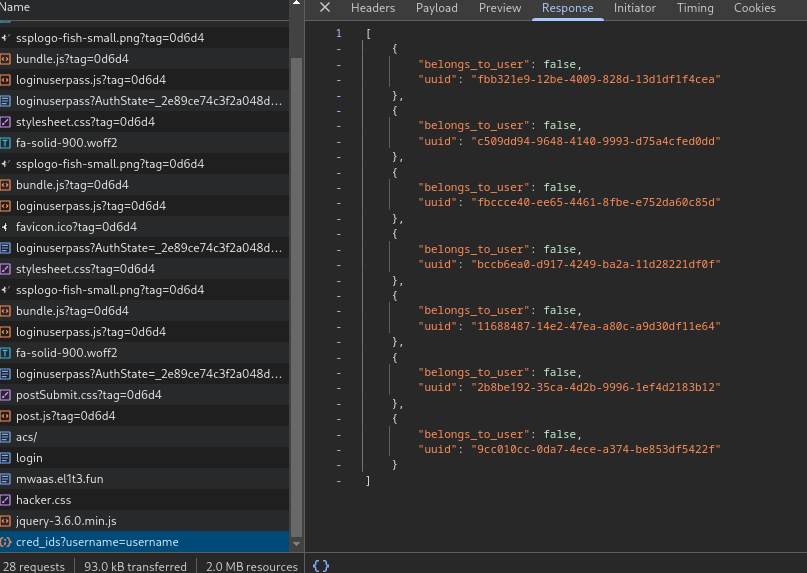 Name
ssplogo-fish-small.png?tag=0d6d4
bundle.js?tag=0d6d4
loginuserpass.js?tag=0d6d4
loginuserpass?AuthState=_2e89ce74c3f2a048d...
stylesheet.css?tag=0d6d4
fa-solid-900.woff2
ssplogo-fish-small.png?tag=0d6d4
bundle.js?tag=0d6d4
loginuserpass.js?tag=0d6d4
favicon.ico?tag=0d6d4
loginuserpass?AuthState=_2e89ce74c3f2a048d...
stylesheet.css?tag=0d6d4
ssplogo-fish-small.png?tag=0d6d4
bundle.js?tag=0d6d4
loginuserpass.js?tag=0d6d4
fa-solid-900.woff2
loginuserpass?AuthState=_2e89ce74c3f2a048d...
postSubmit.css?tag=0d6d4
post.js?tag=0d6d4
acs/
login
mwaas.el1t3.fun
hacker.css
jquery-3.6.0.min.js
cred_ids?username=username
28 requests 93.0 kB transferred 2.0 MB resources
Headers Payload Preview Response Initiator Timing Cookies
1 [
- {
- "belongs_to_user": false,
- "uuid": "fbb321e9-12be-4009-828d-13d1df1f4cea"
- },
- {
- "belongs_to_user": false,
- "uuid": "c509dd94-9648-4140-9993-d75a4cfed0dd"
- },
- {
- "belongs_to_user": false,
- "uuid": "fbccce40-ee65-4461-8fbe-e752da60c85d"
- },
- {
- "belongs_to_user": false,
- "uuid": "bccb6ea0-d917-4249-ba2a-11d28221df0f"
- },
- {
- "belongs_to_user": false,
- "uuid": "11688487-14e2-47ea-a80c-a9d30df11e64"
- },
- {
- "belongs_to_user": false,
- "uuid": "2b8be192-35ca-4d2b-9996-1ef4d2183b12"
- },
- {
- "belongs_to_user": false,
- "uuid": "9cc010cc-0da7-4ece-a374-be853df5422f"
- }
- ]
{}